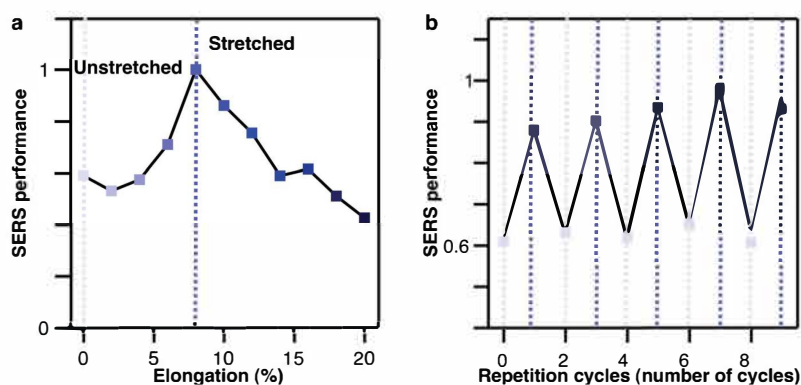 a
Unstretched
Stretched
SERS performance
1
0
0 5 10 15 20
Elongation (%)
b
SERS performance
1
0.6
0 2 4 6 8
Repetition cycles (number of cycles)